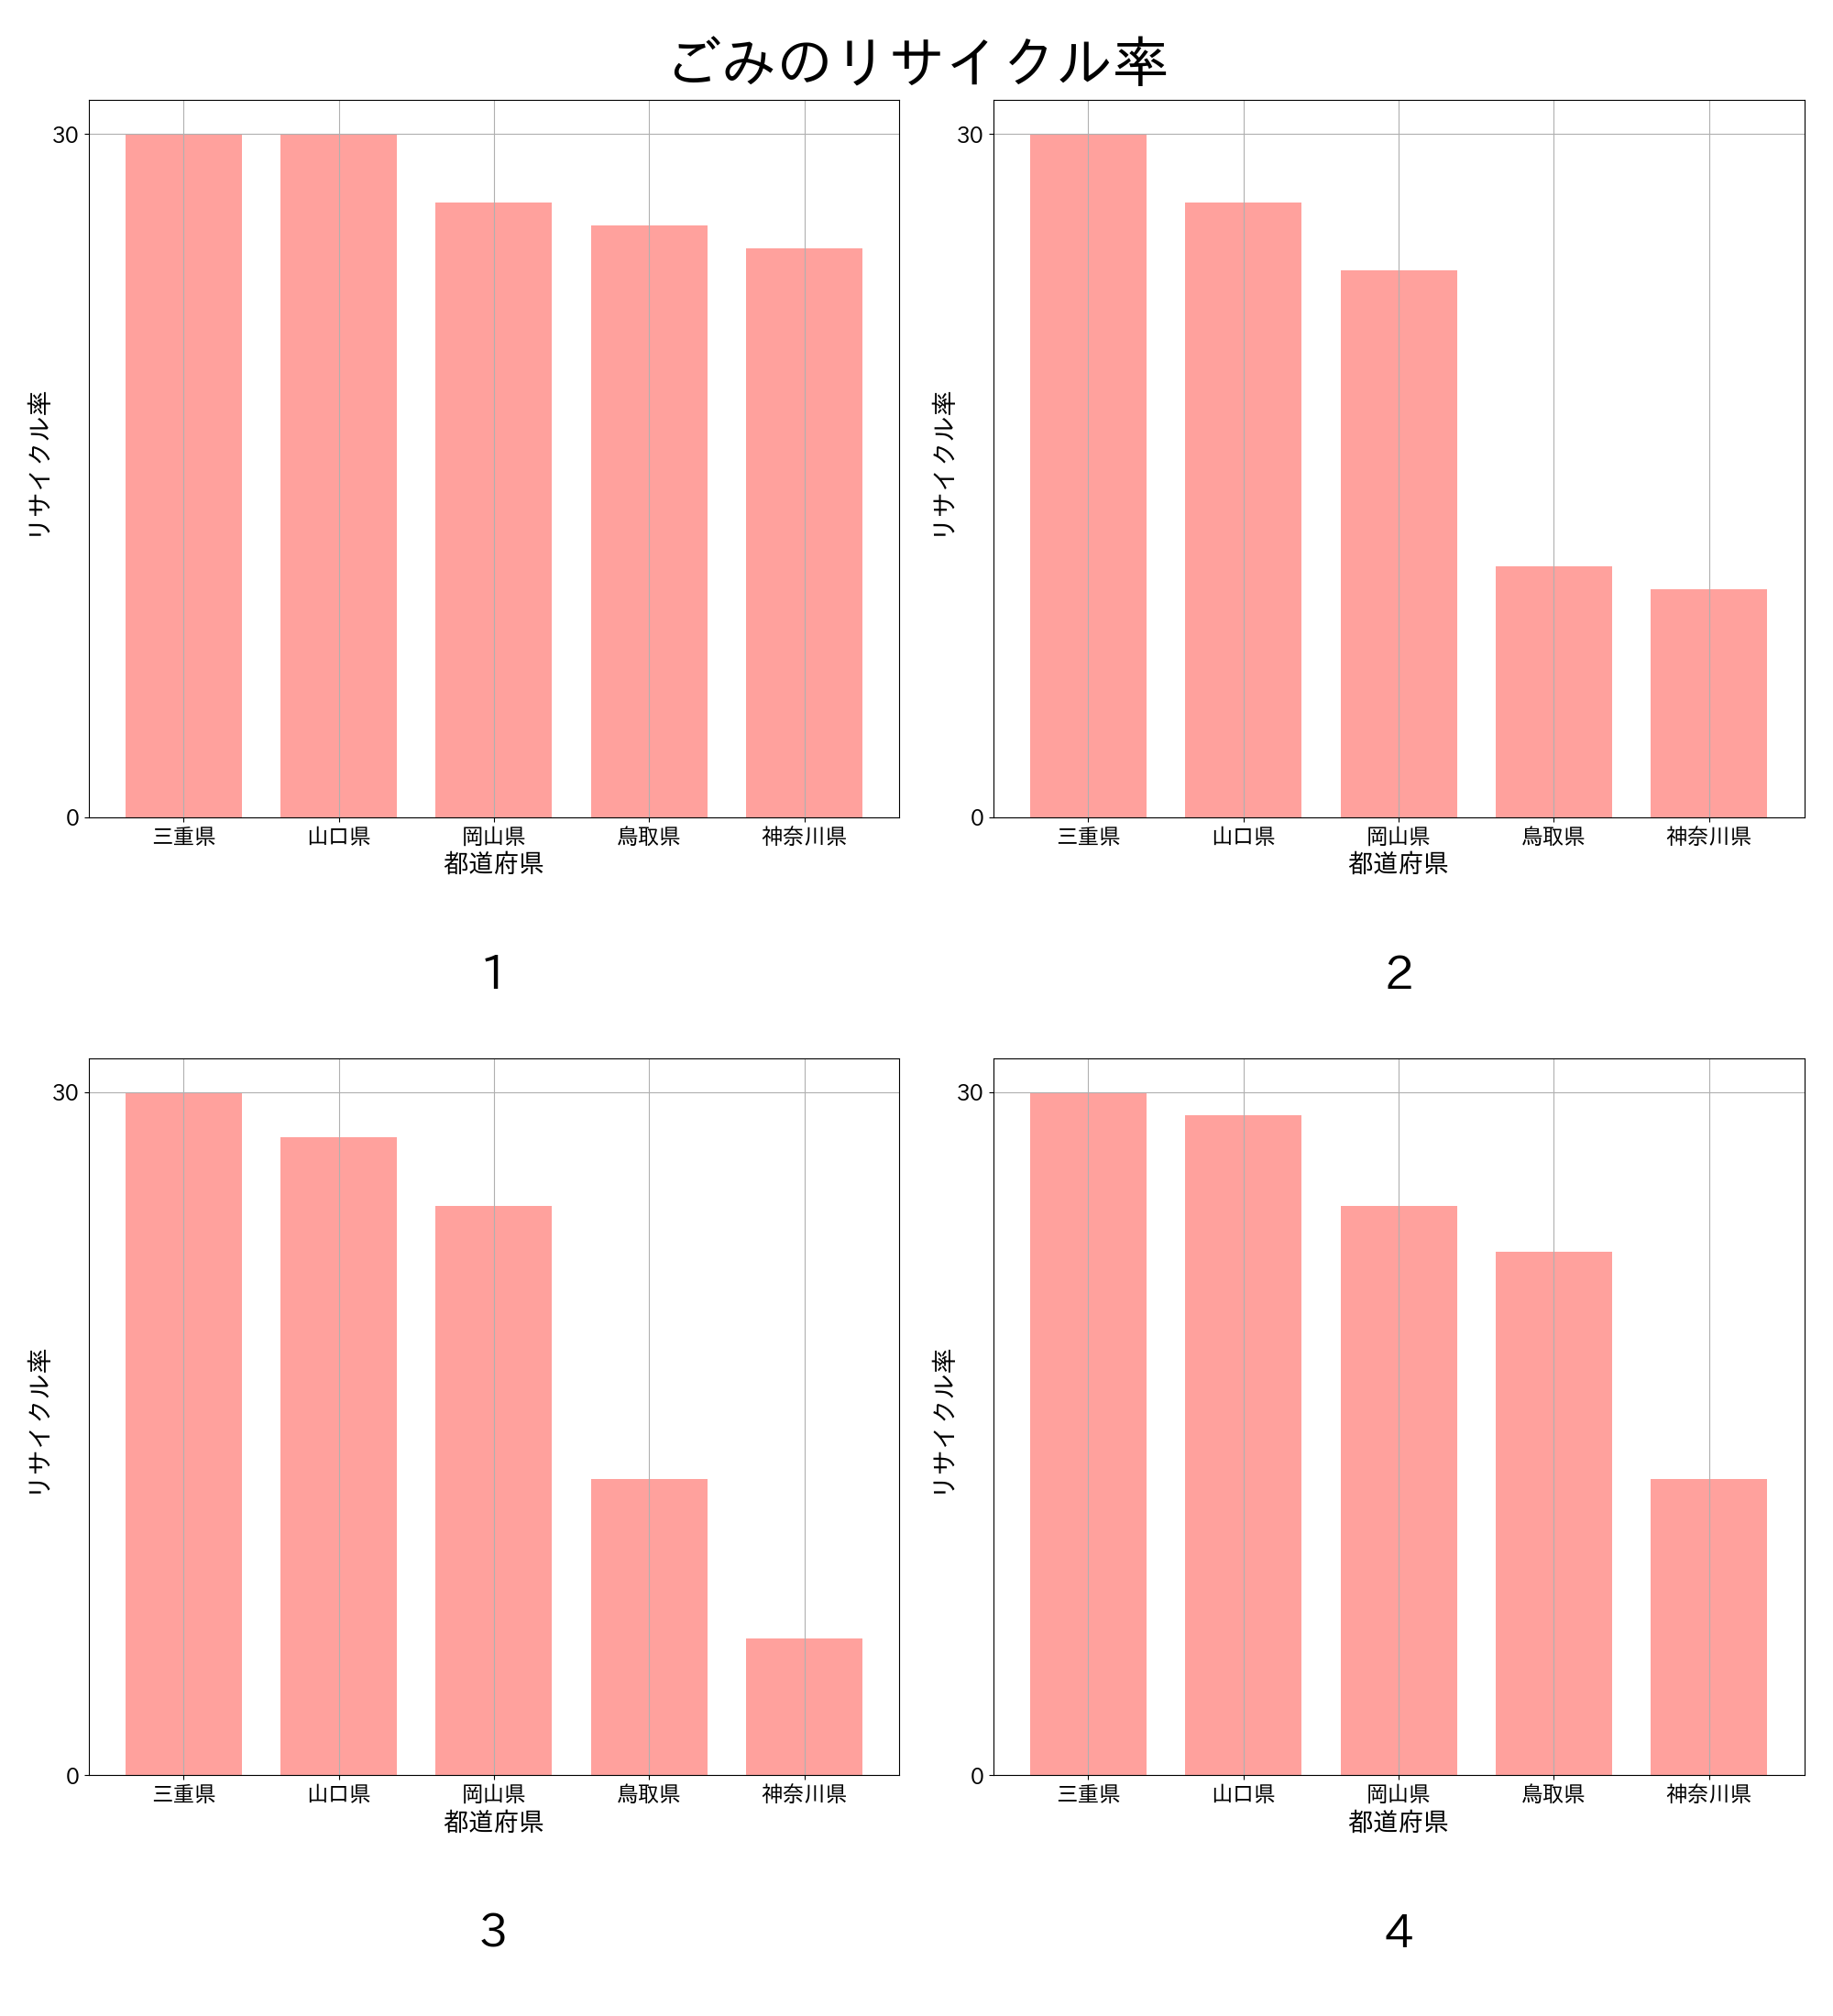 ごみのリサイクル率
30
0
リサイクル率
三重県 山口県 岡山県 鳥取県 神奈川県
都道府県
1
30
0
リサイクル率
三重県 山口県 岡山県 鳥取県 神奈川県
都道府県
2
30
0
リサイクル率
三重県 山口県 岡山県 鳥取県 神奈川県
都道府県
3
30
0
リサイクル率
三重県 山口県 岡山県 鳥取県 神奈川県
都道府県
4